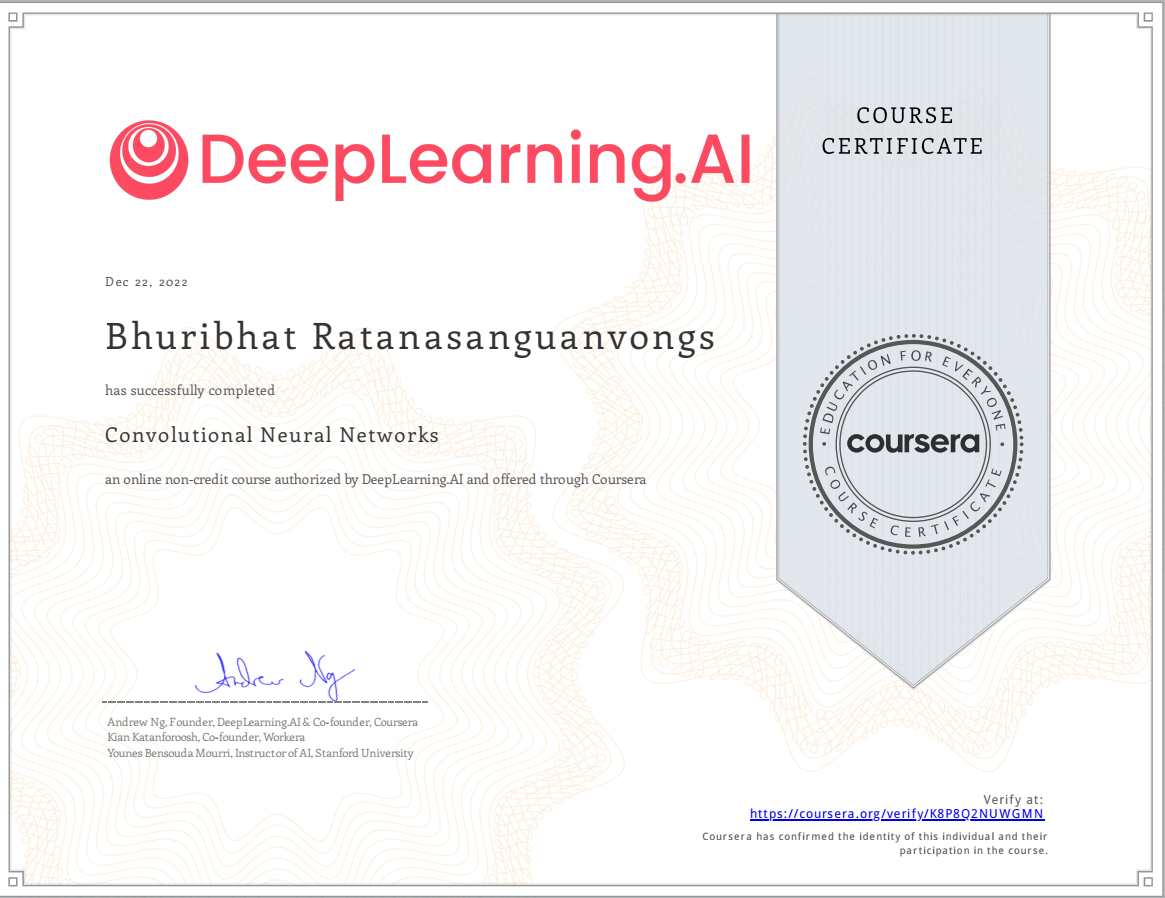 DeepLearning.AI
COURSE
CERTIFICATE
Dec 22, 2022
Bhuribhat Ratanasanguanvongs
has successfully completed
Convolutional Neural Networks
an online non-credit course authorized by DeepLearning.AI and offered through Coursera
EDUCATION FOR EVERYONE
coursera
COURSE CERTIFICATE
Andrew Ng
Andrew Ng, Founder, DeepLearning.AI & Co-founder, Coursera
Kian Katanforoosh, Co-founder, Workera
Younes Bensouda Mourri, Instructor of AI, Stanford University
Verify at:
https://coursera.org/verify/K8P8Q2NUWGMN
Coursera has confirmed the identity of this individual and their
participation in the course.